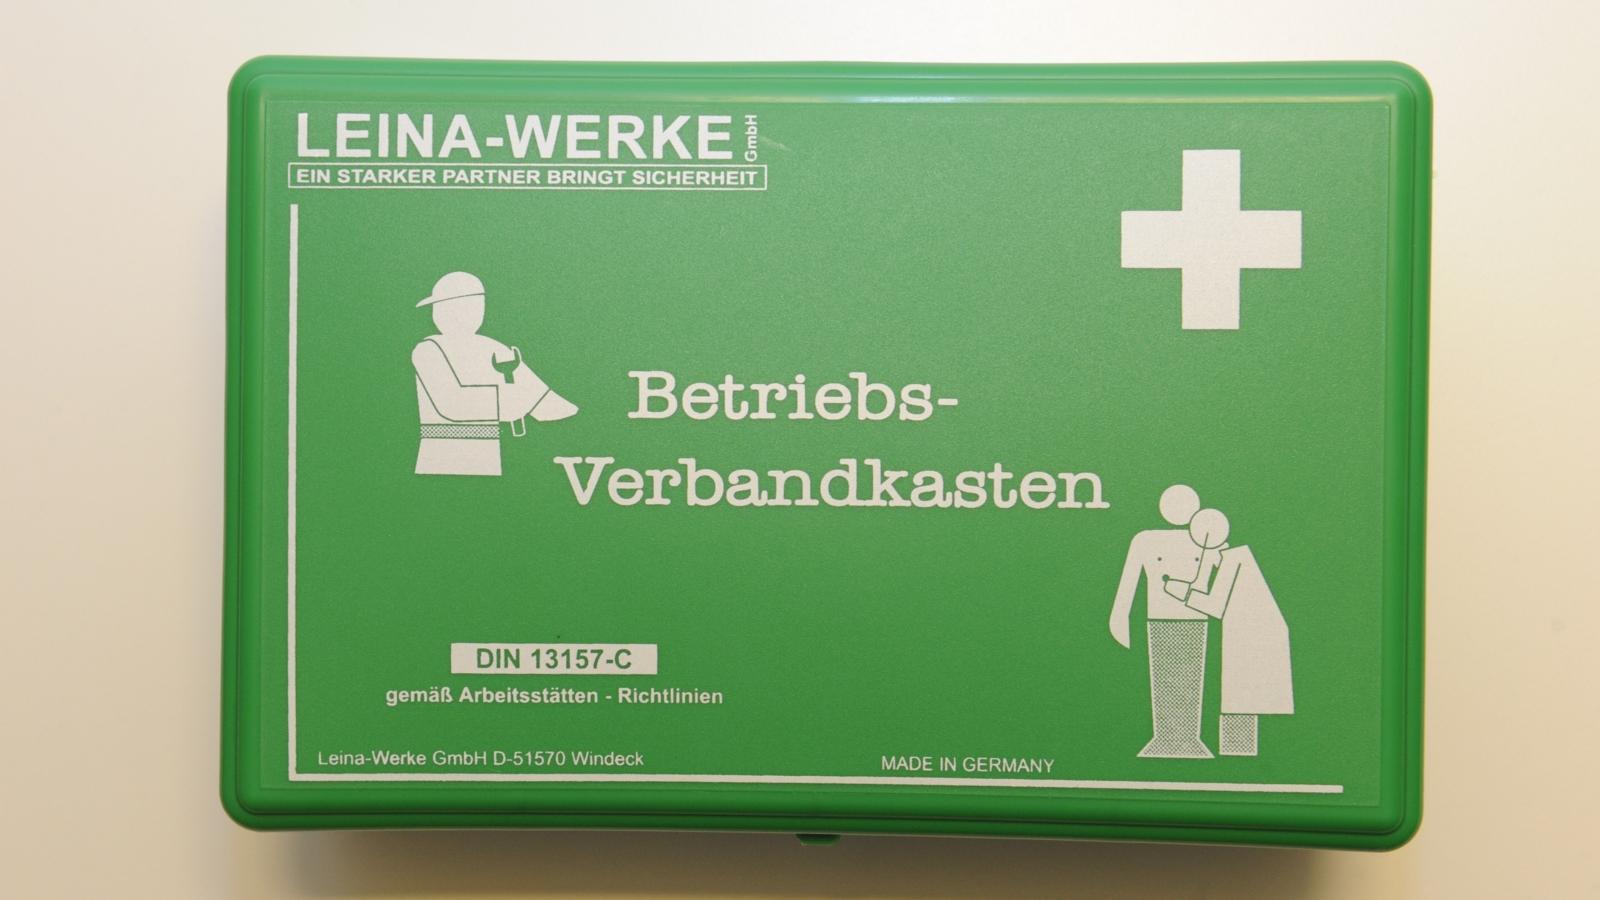 LEINA-WERKE GmbH
EIN STARKER PARTNER BRINGT SICHERHEIT
Betriebs-
Verbandkasten
DIN 13157-C
gemäß Arbeitsstätten - Richtlinien
Leina-Werke GmbH D-51570 Windeck
MADE IN GERMANY